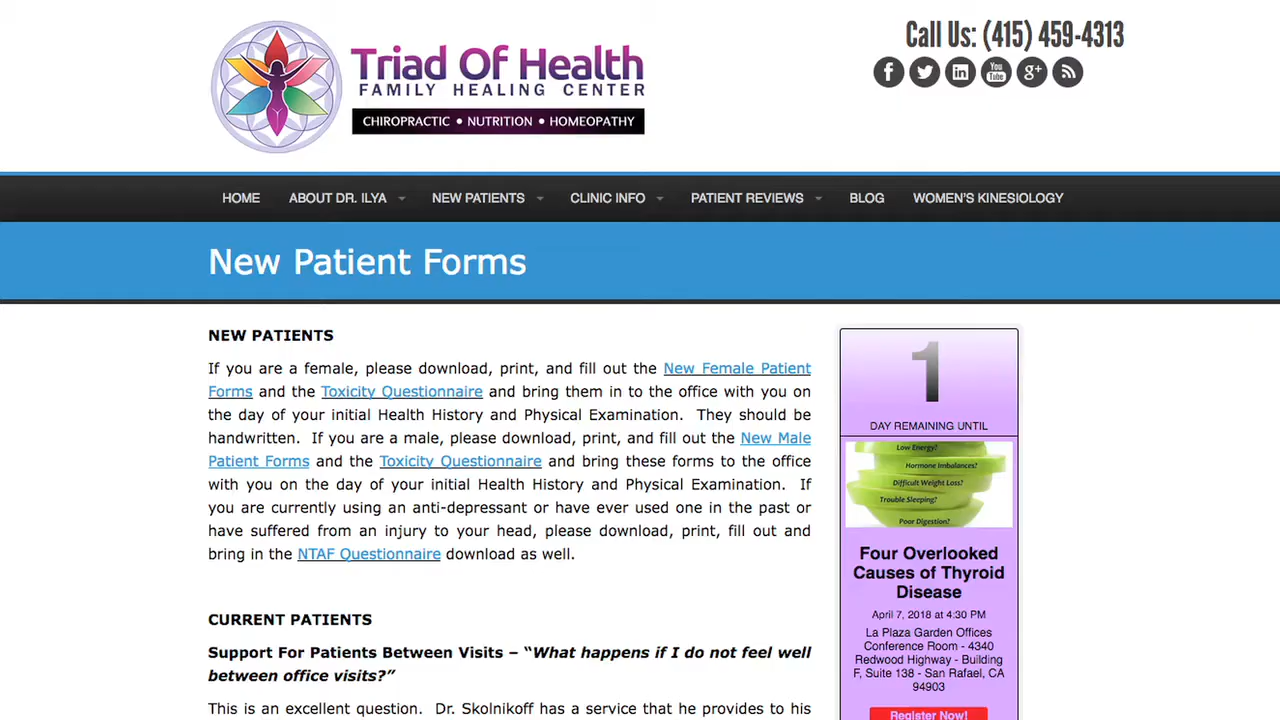 Call Us: (415) 459-4313
Triad Of Health
FAMILY HEALING CENTER
CHIROPRACTIC • NUTRITION • HOMEOPATHY
You
Tube
g+
HOME ABOUT DR. ILYA NEW PATIENTS CLINIC INFO PATIENT REVIEWS BLOG WOMEN'S KINESIOLOGY
New Patient Forms
NEW PATIENTS
If you are a female, please download, print, and fill out the New Female Patient
Forms and the Toxicity Questionnaire and bring them in to the office with you on
the day of your initial Health History and Physical Examination. They should be
handwritten. If you are a male, please download, print, and fill out the New Male
Patient Forms and the Toxicity Questionnaire and bring these forms to the office
with you on the day of your initial Health History and Physical Examination. If
you are currently using an anti-depressant or have ever used one in the past or
have suffered from an injury to your head, please download, print, fill out and
bring in the NTAF Questionnaire download as well.
CURRENT PATIENTS
Support For Patients Between Visits – “What happens if I do not feel well
between office visits?”
This is an excellent question. Dr. Skolnikoff has a service that he provides to his
1
DAY REMAINING UNTIL
Low Energy?
Hormone Imbalances?
Difficult Weight Loss?
Trouble Sleeping?
Poor Digestion?
Four Overlooked
Causes of Thyroid
Disease
April 7, 2018 at 4:30 PM
La Plaza Garden Offices
Conference Room - 4340
Redwood Highway - Building
F, Suite 138 - San Rafael, CA
94903
Register Now!